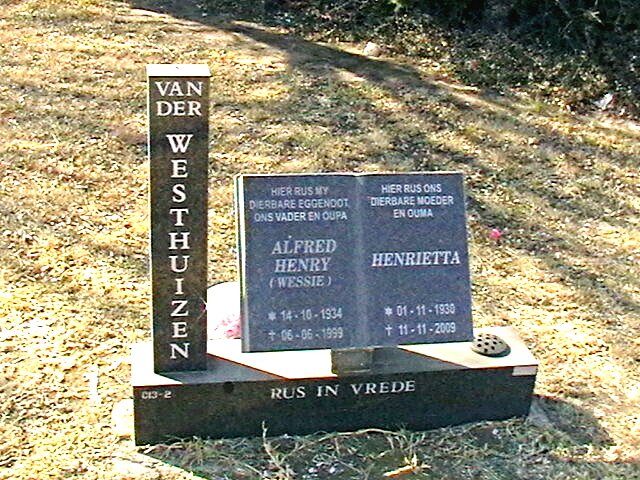 VAN
DER
WESTHUIZEN
HIER RUS MY
DIERBARE EGGENOOT,
ONS VADER EN OUPA
ALFRED
HENRY
(WESSIE)
* 14-10-1934
† 06-06-1999
HIER RUS ONS
DIERBARE MOEDER
EN OUMA
HENRIETTA
* 01-11-1930
† 11-11-2009
C13-2
RUS IN VREDE